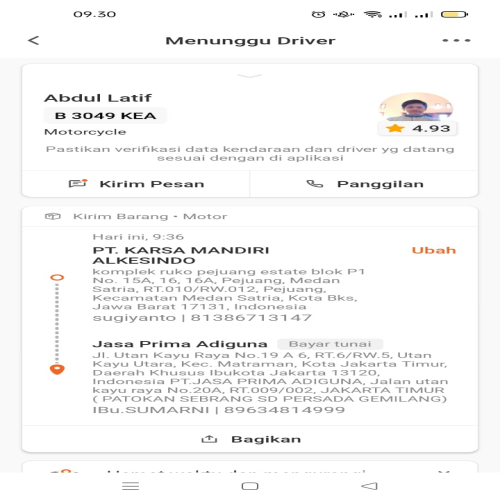 09.30
Menunggu Driver
Abdul Latif
B 3049 KEA
Motorcycle
4.93
Pastikan verifikasi data kendaraan dan driver yg datang
sesuai dengan di aplikasi
Kirim Pesan
Panggilan
Kirim Barang • Motor
Hari ini, 9:36
PT. KARSA MANDIRI
ALKESINDO
Ubah
komplek ruko pejuang estate blok P1
No. 15A, 16, 16A, Pejuang, Medan
Satria, RT.010/RW.012, Pejuang,
Kecamatan Medan Satria, Kota Bks,
Jawa Barat 17131, Indonesia
sugiyanto | 81386713147
Jasa Prima Adiguna Bayar tunai
Jl. Utan Kayu Raya No.19 A 6, RT.6/RW.5, Utan
Kayu Utara, Kec. Matraman, Kota Jakarta Timur,
Daerah Khusus Ibukota Jakarta 13120,
Indonesia PT.JASA PRIMA ADIGUNA, Jalan utan
kayu raya No.20A, RT.009/002, JAKARTA TIMUR
( PATOKAN SEBRANG SD PERSADA GEMILANG)
IBu.SUMARNI | 89634814999
Bagikan